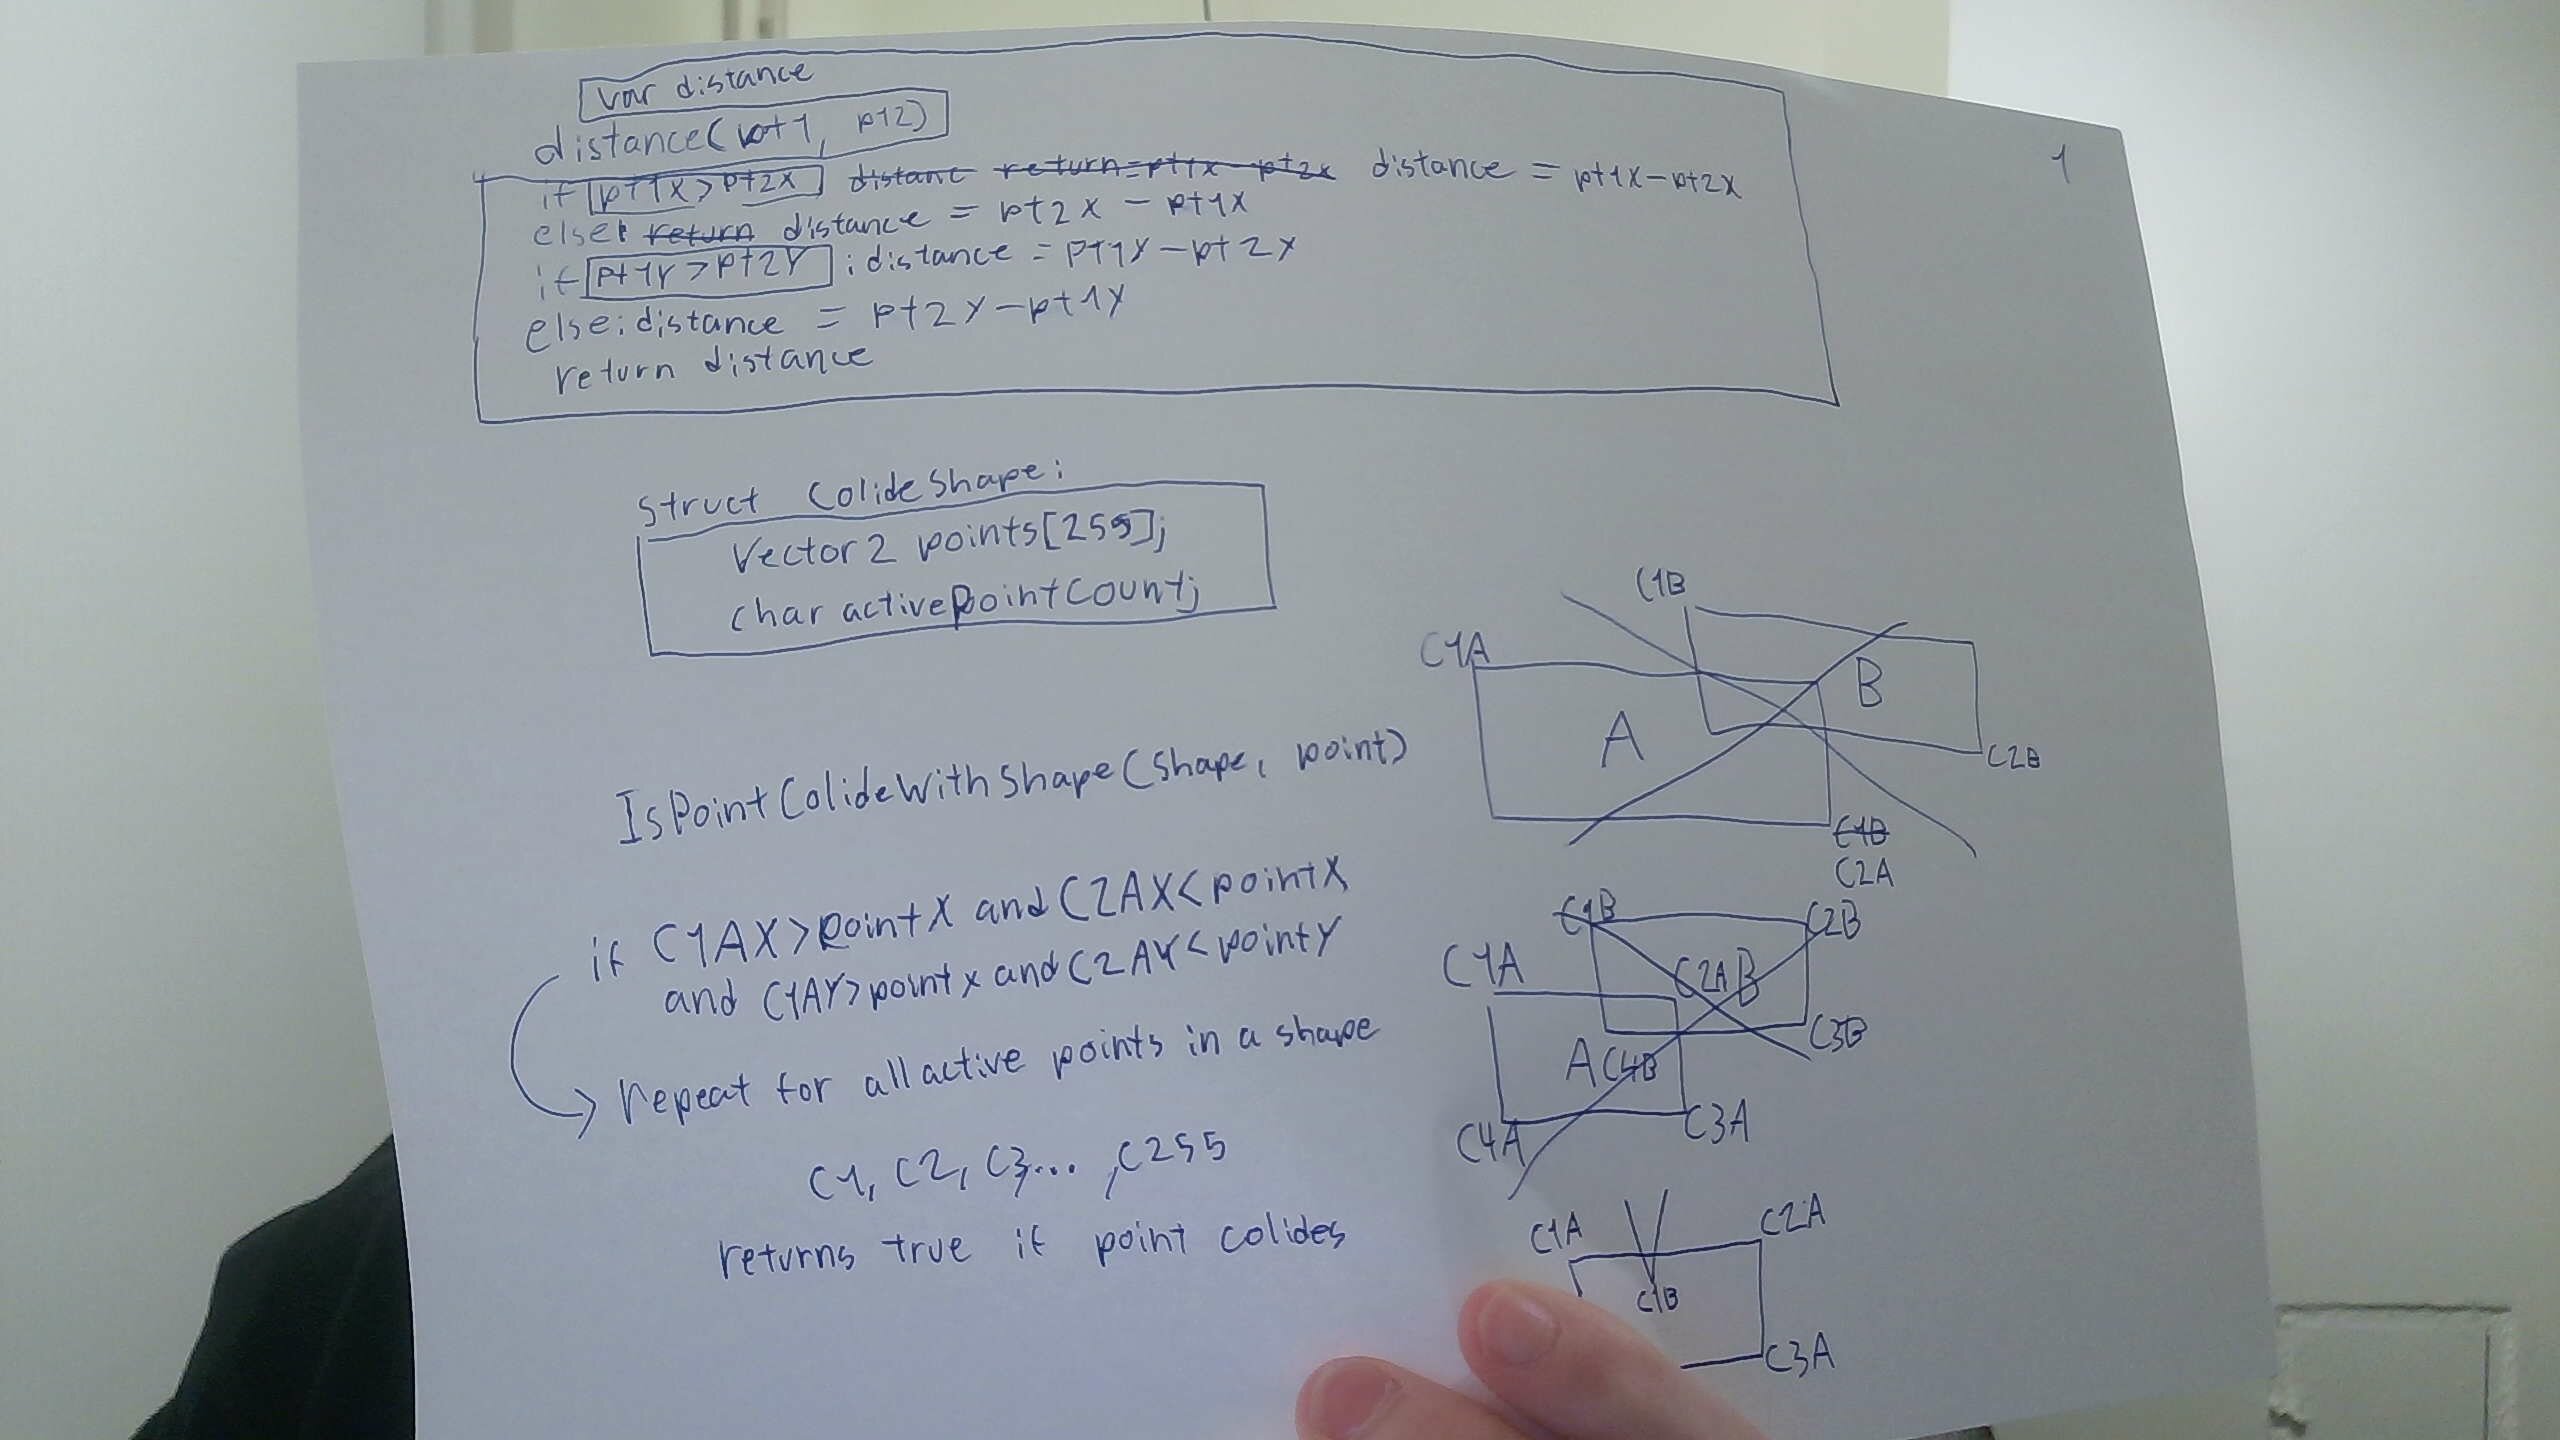 1
var distance
distance(pt1, pt2)
if pt1x>pt2x distanc return=pt1x-pt2x distance = pt1x-pt2x
else: return distance = pt2x - pt1x
if pt1y>pt2y : distance = pt1y-pt2y
else: distance = pt2y-pt1y
return distance
struct ColideShape:
Vector2 points[255];
char activePointCount;
IsPointColideWithShape(shape, point)
if C1AX>pointX and C2AX<pointX
and C1AY>pointx and C2AY<pointY
repeat for all active points in a shape
C1, C2, C3... ,C255
returns true if point colides
C1B
C1A
A
B
C2B
C1B
C2A
C1B
C2B
C1A
C2A
B
C3B
A
C4B
C4A
C3A
C1A
C2A
C1B
C3A